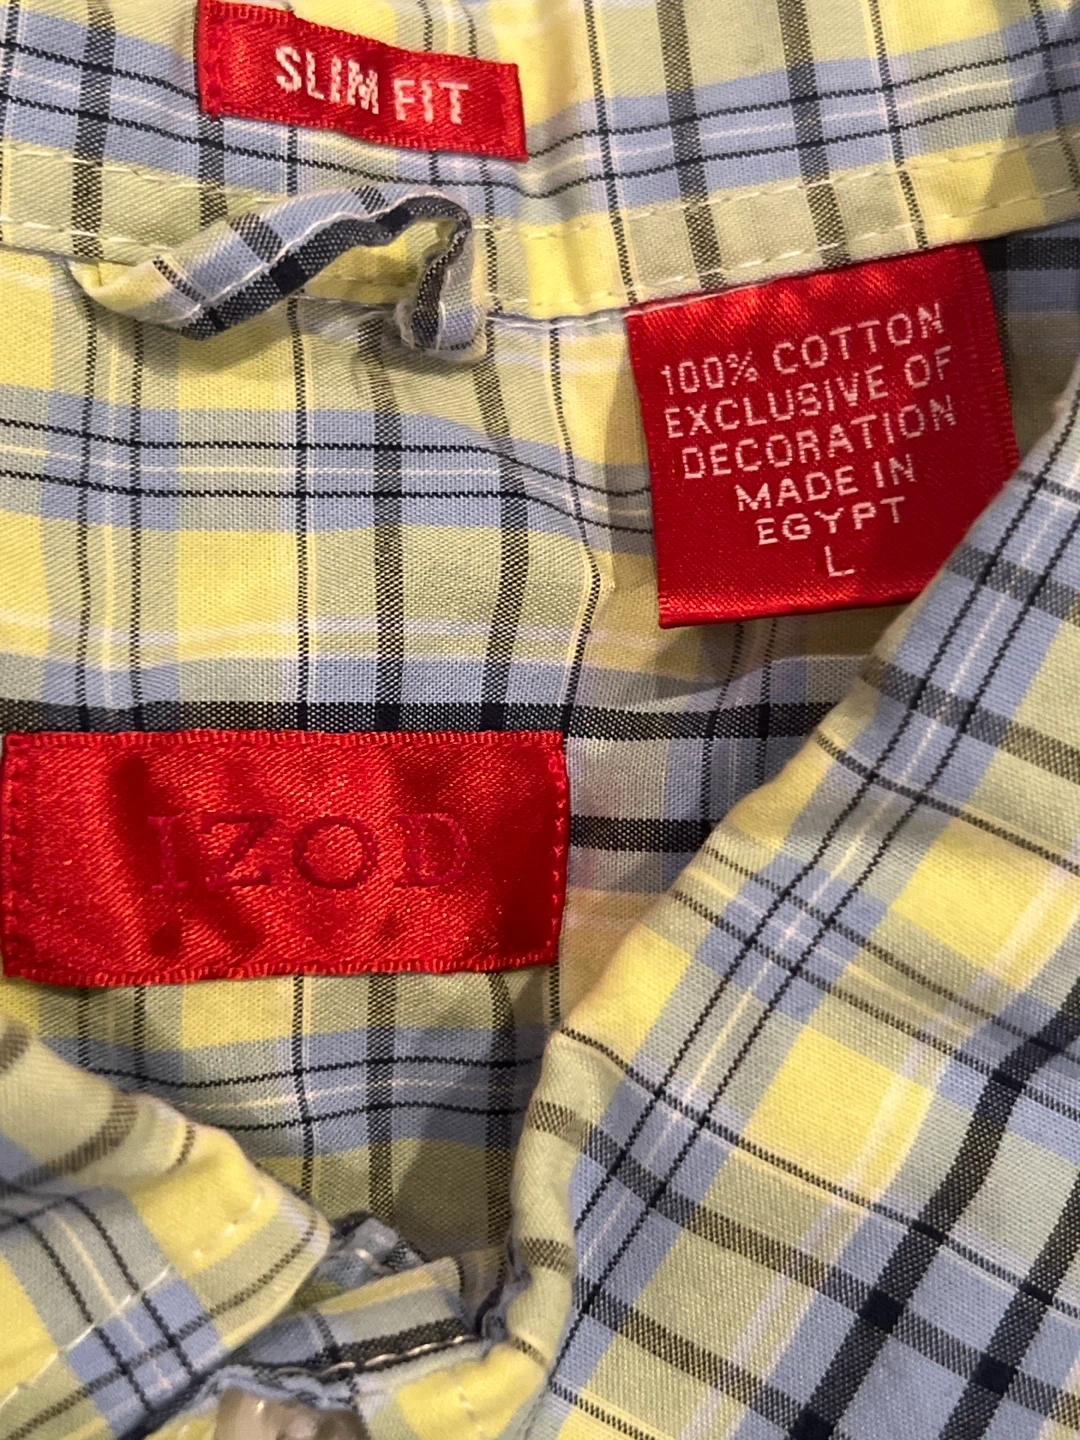 SLIM FIT
100% COTTON
EXCLUSIVE OF
DECORATION
MADE IN
EGYPT
L
IZOD